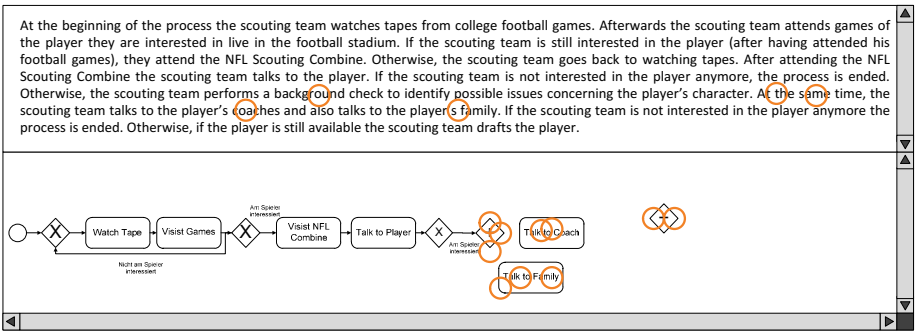 At the beginning of the process the scouting team watches tapes from college football games. Afterwards the scouting team attends games of
the player they are interested in live in the football stadium. If the scouting team is still interested in the player (after having attended his
football games), they attend the NFL Scouting Combine. Otherwise, the scouting team goes back to watching tapes. After attending the NFL
Scouting Combine the scouting team talks to the player. If the scouting team is not interested in the player anymore, the process is ended.
Otherwise, the scouting team performs a background check to identify possible issues concerning the player's character. At the same time, the
scouting team talks to the player's coaches and also talks to the player's family. If the scouting team is not interested in the player anymore the
process is ended. Otherwise, if the player is still available the scouting team drafts the player.
Am Spieler
interessiert
X
Watch Tape
Visist Games
X
Visist NFL
Combine
Talk to Player
X
Talk to Coach
Am Spieler
interessiert
Nicht am Spieler
interessiert
Talk to Family